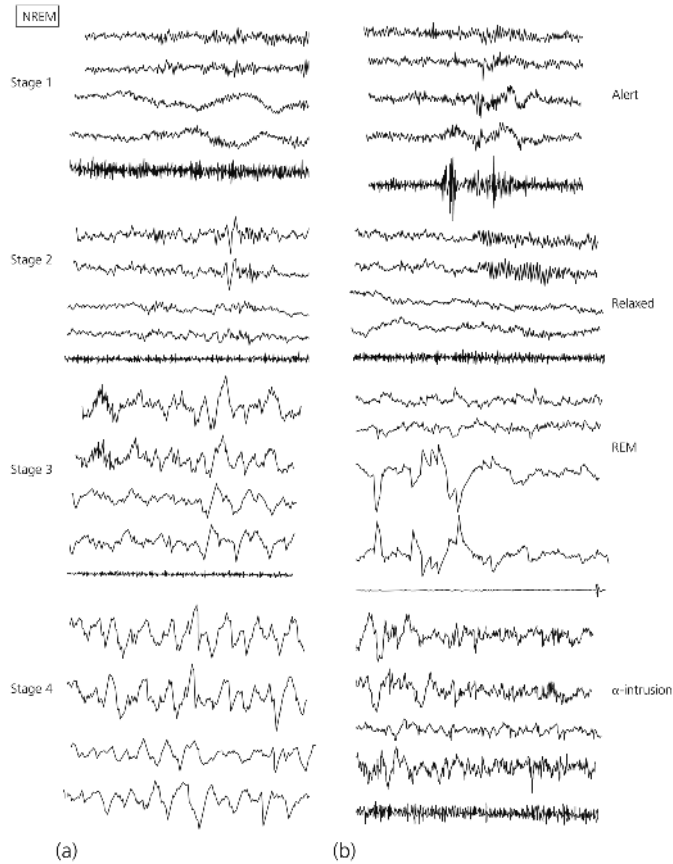 NREM
Stage 1
Alert
Stage 2
Relaxed
Stage 3
REM
Stage 4
α-intrusion
(a)
(b)